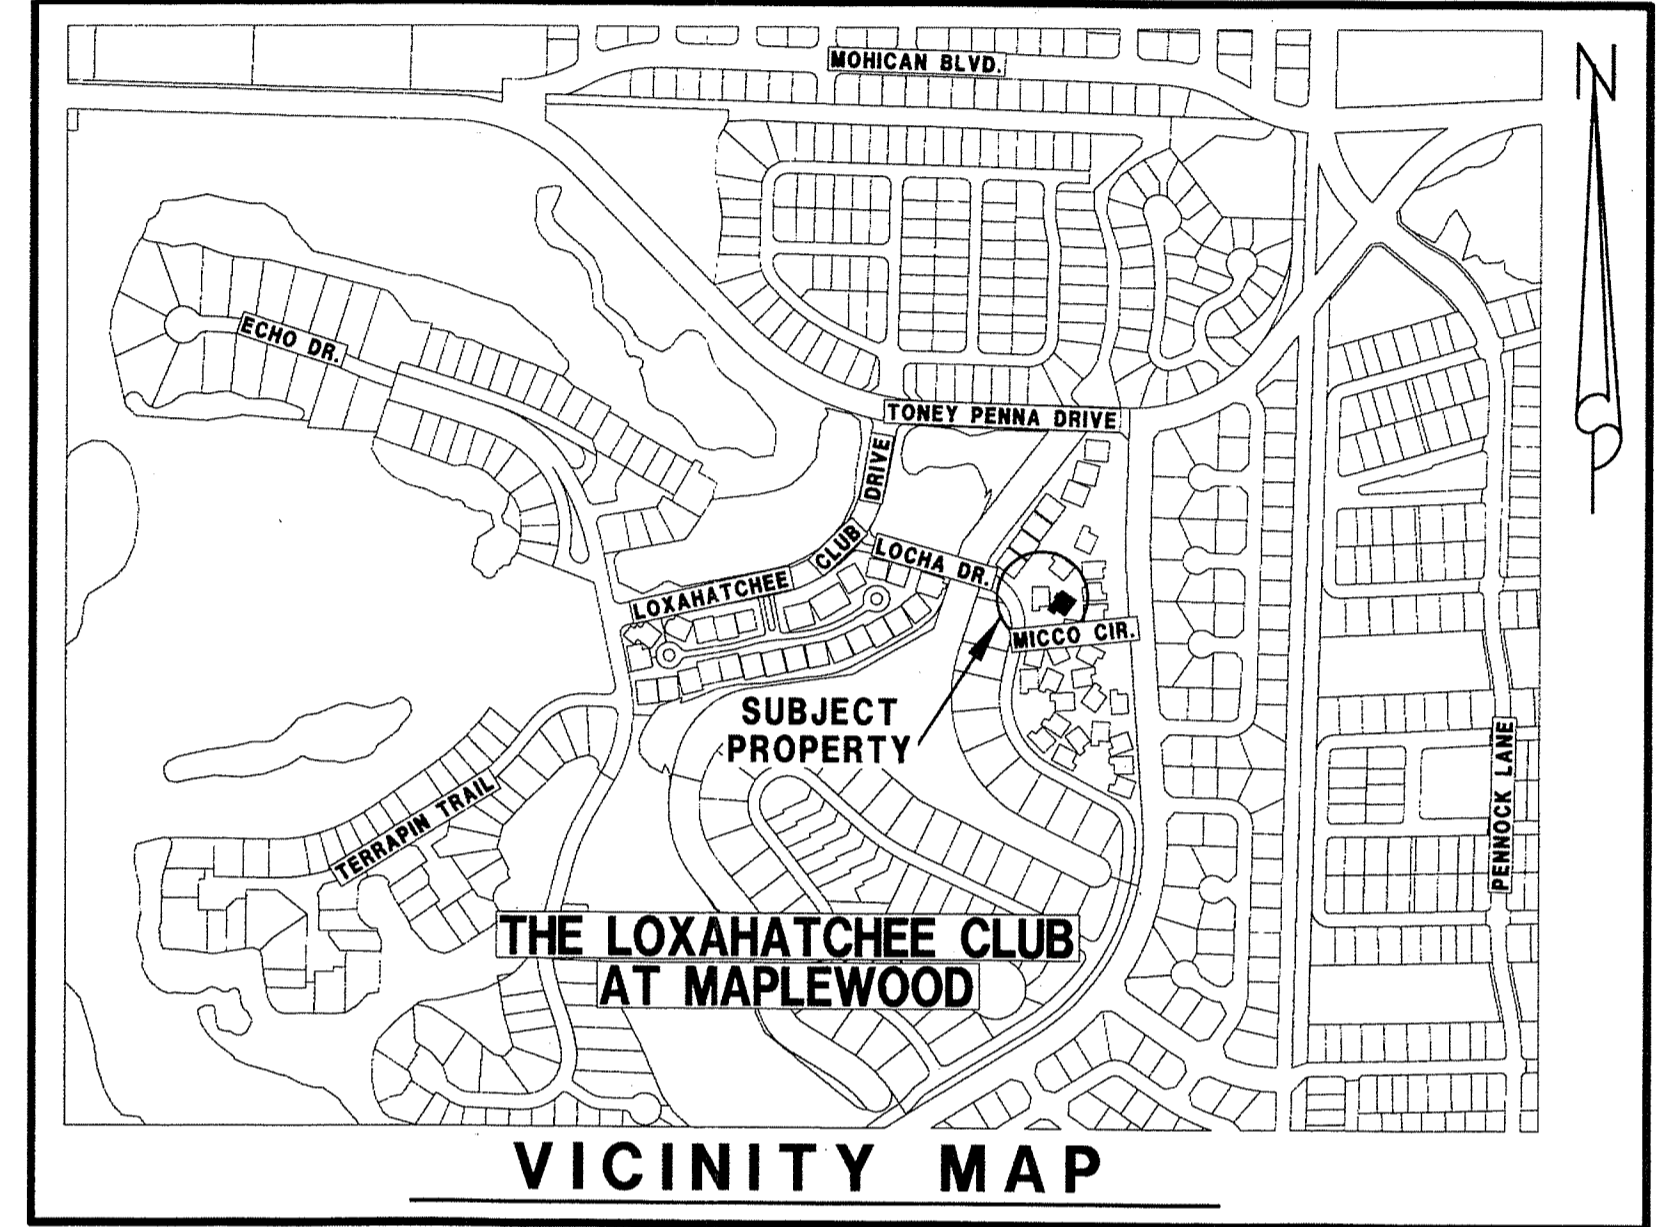 MOHICAN BLVD.
N
ECHO DR.
TONEY PENNA DRIVE
LOXAHATCHEE CLUB DRIVE
LOCHA DR.
MICCO CIR.
SUBJECT
PROPERTY
PENNOCK LANE
TERRAPIN TRAIL
THE LOXAHATCHEE CLUB
AT MAPLEWOOD
VICINITY MAP